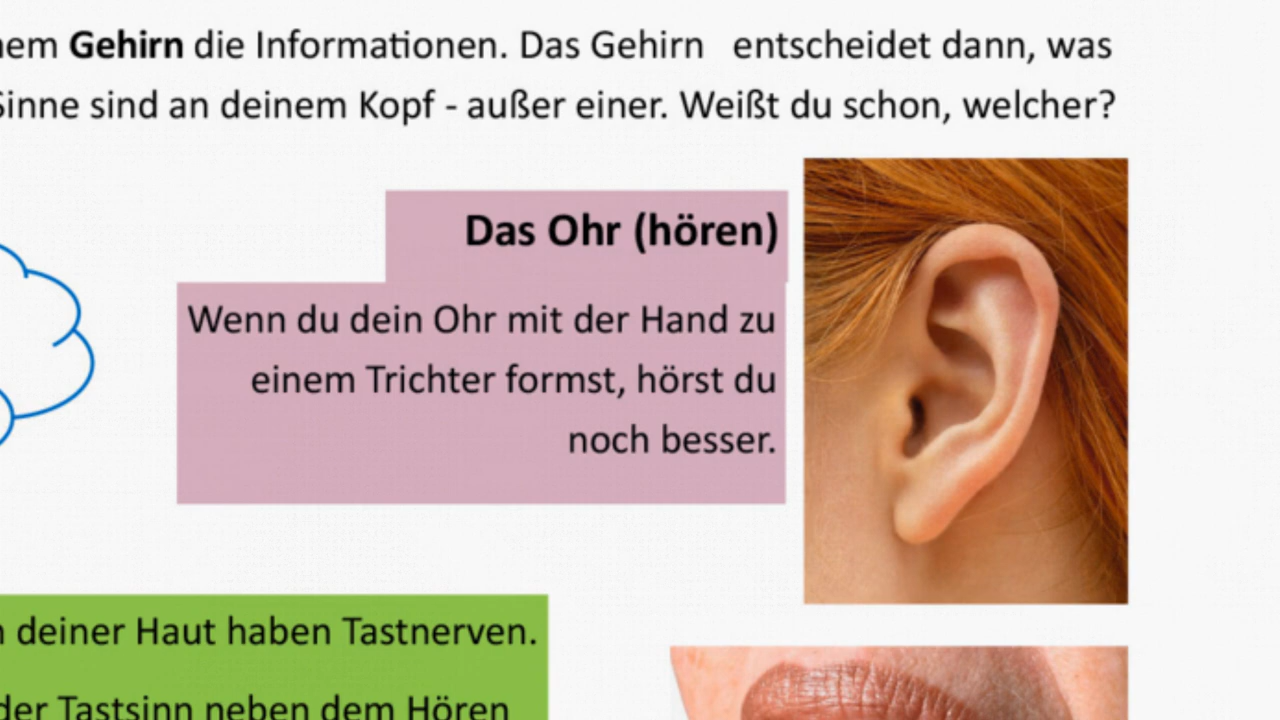 Gehirn die Informationen. Das Gehirn entscheidet dann, was
Sinne sind an deinem Kopf - außer einer. Weißt du schon, welcher?
Das Ohr (hören)
Wenn du dein Ohr mit der Hand zu
einem Trichter formst, hörst du
noch besser.
deiner Haut haben Tastnerven.
der Tastsinn neben dem Hören